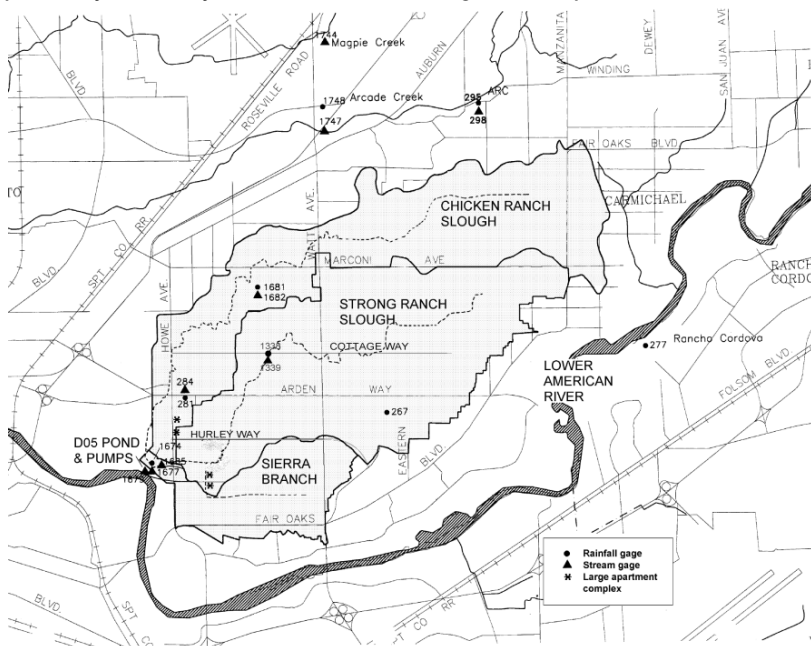 1744
Magpie Creek
ROSEVILLE ROAD
AUBURN
BLVD.
MANZANITA
DEWEY
SAN JUAN AVE
WINDING
1748 Arcade Creek
295 ARC
298
1747
FAIR OAKS BLVD
TO
SPT CO RR
WATT AVE.
CHICKEN RANCH
SLOUGH
CARMICHAEL
BLVD.
MARCONI AVE
RANCH
CORDO
HOWE AVE.
1681
1682
STRONG RANCH
SLOUGH
1339
COTTAGE WAY
277 Rancho Cordova
284
281
ARDEN WAY
267
LOWER
AMERICAN
RIVER
FOLSOM BLVD
D05 POND
& PUMPS
HURLEY WAY
1674
1677
EASTERN
BLVD.
SIERRA
BRANCH
FAIR OAKS
Rainfall gage
Stream gage
Large apartment
complex
BLVD.
SPT CO
CO RR